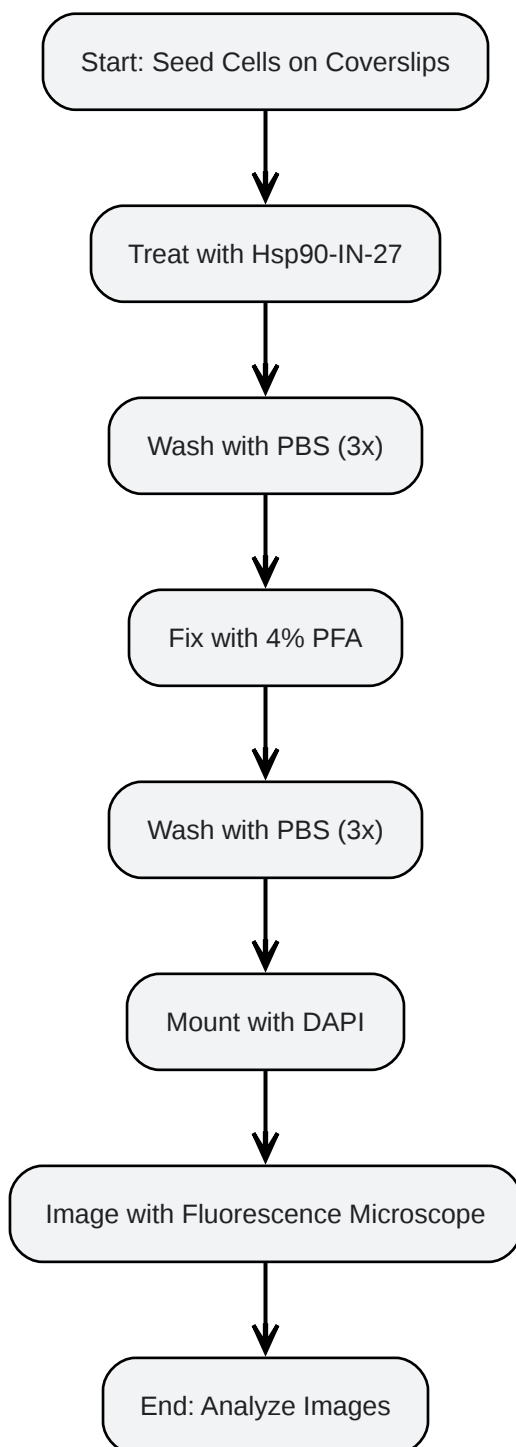 Start: Seed Cells on Coverslips
Treat with Hsp90-IN-27
Wash with PBS (3x)
Fix with 4% PFA
Wash with PBS (3x)
Mount with DAPI
Image with Fluorescence Microscope
End: Analyze Images